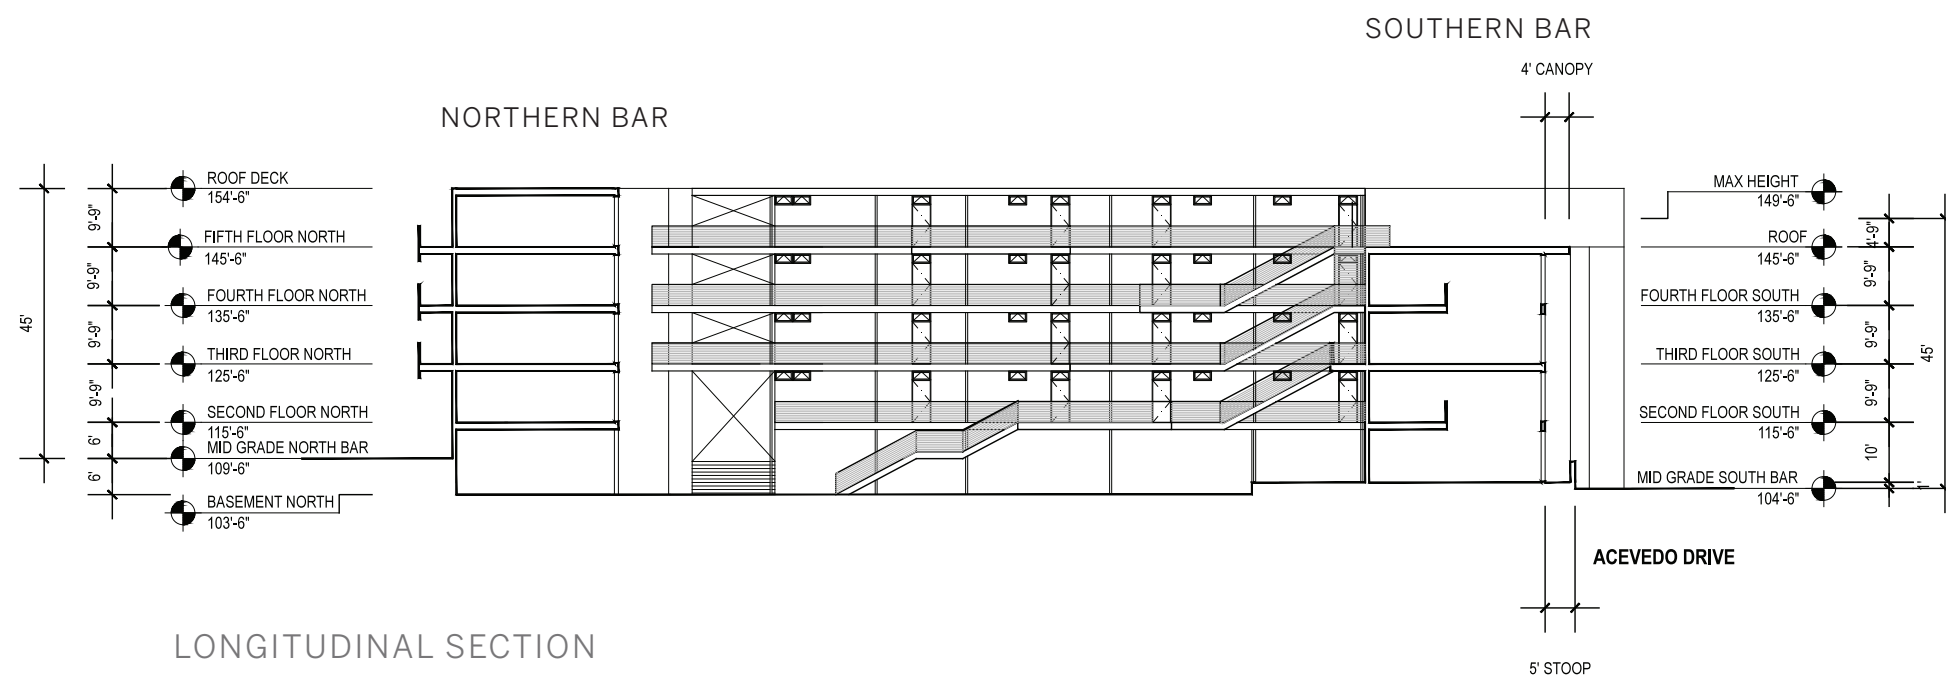 SOUTHERN BAR
4' CANOPY
NORTHERN BAR
ROOF DECK
154'-6"
FIFTH FLOOR NORTH
145'-6"
FOURTH FLOOR NORTH
135'-6"
THIRD FLOOR NORTH
125'-6"
SECOND FLOOR NORTH
115'-6"
MID GRADE NORTH BAR
109'-6"
BASEMENT NORTH
103'-6"
45'
9'-9"
9'-9"
9'-9"
9'-9"
6'
6'
MAX HEIGHT
149'-6"
ROOF
145'-6"
FOURTH FLOOR SOUTH
135'-6"
THIRD FLOOR SOUTH
125'-6"
SECOND FLOOR SOUTH
115'-6"
MID GRADE SOUTH BAR
104'-6"
4'-9"
9'-9"
9'-9"
9'-9"
10'
1'
45'
ACEVEDO DRIVE
LONGITUDINAL SECTION
5' STOOP